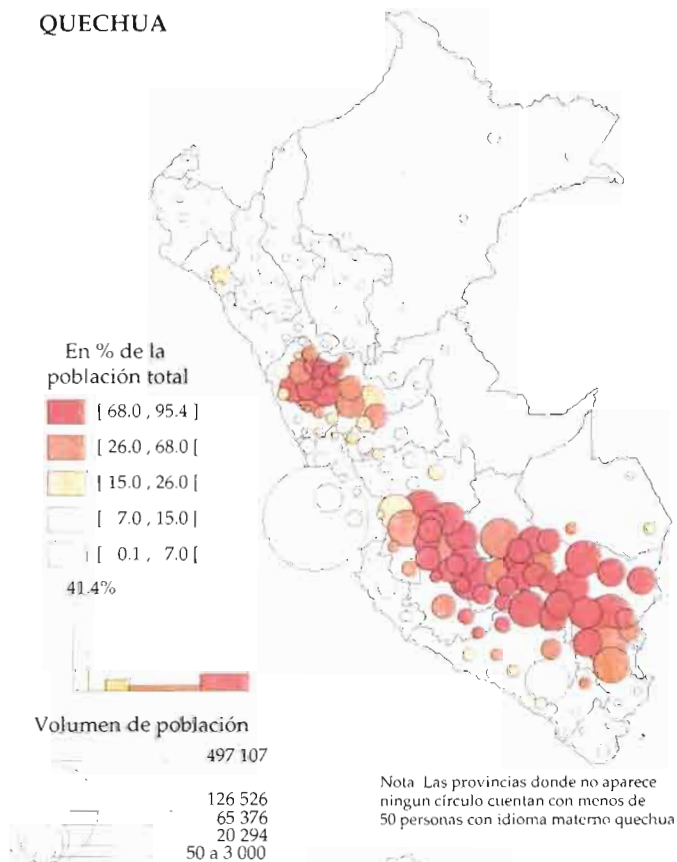 QUECHUA
En % de la
población total
[ 68.0 , 95.4 ]
[ 26.0 , 68.0 [
[ 15.0 , 26.0 [
[ 7.0 , 15.0 [
[ 0.1 , 7.0 [
41.4%
Volumen de población
497 107
126 526
65 376
20 294
50 a 3 000
Nota Las provincias donde no aparece
ningun círculo cuentan con menos de
50 personas con idioma materno quechua